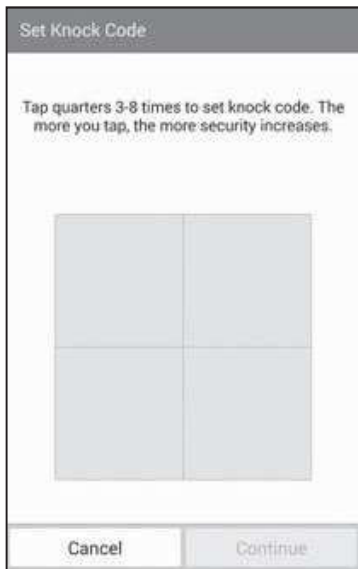 Set Knock Code
Tap quarters 3-8 times to set knock code. The
more you tap, the more security increases.
Cancel
Continue